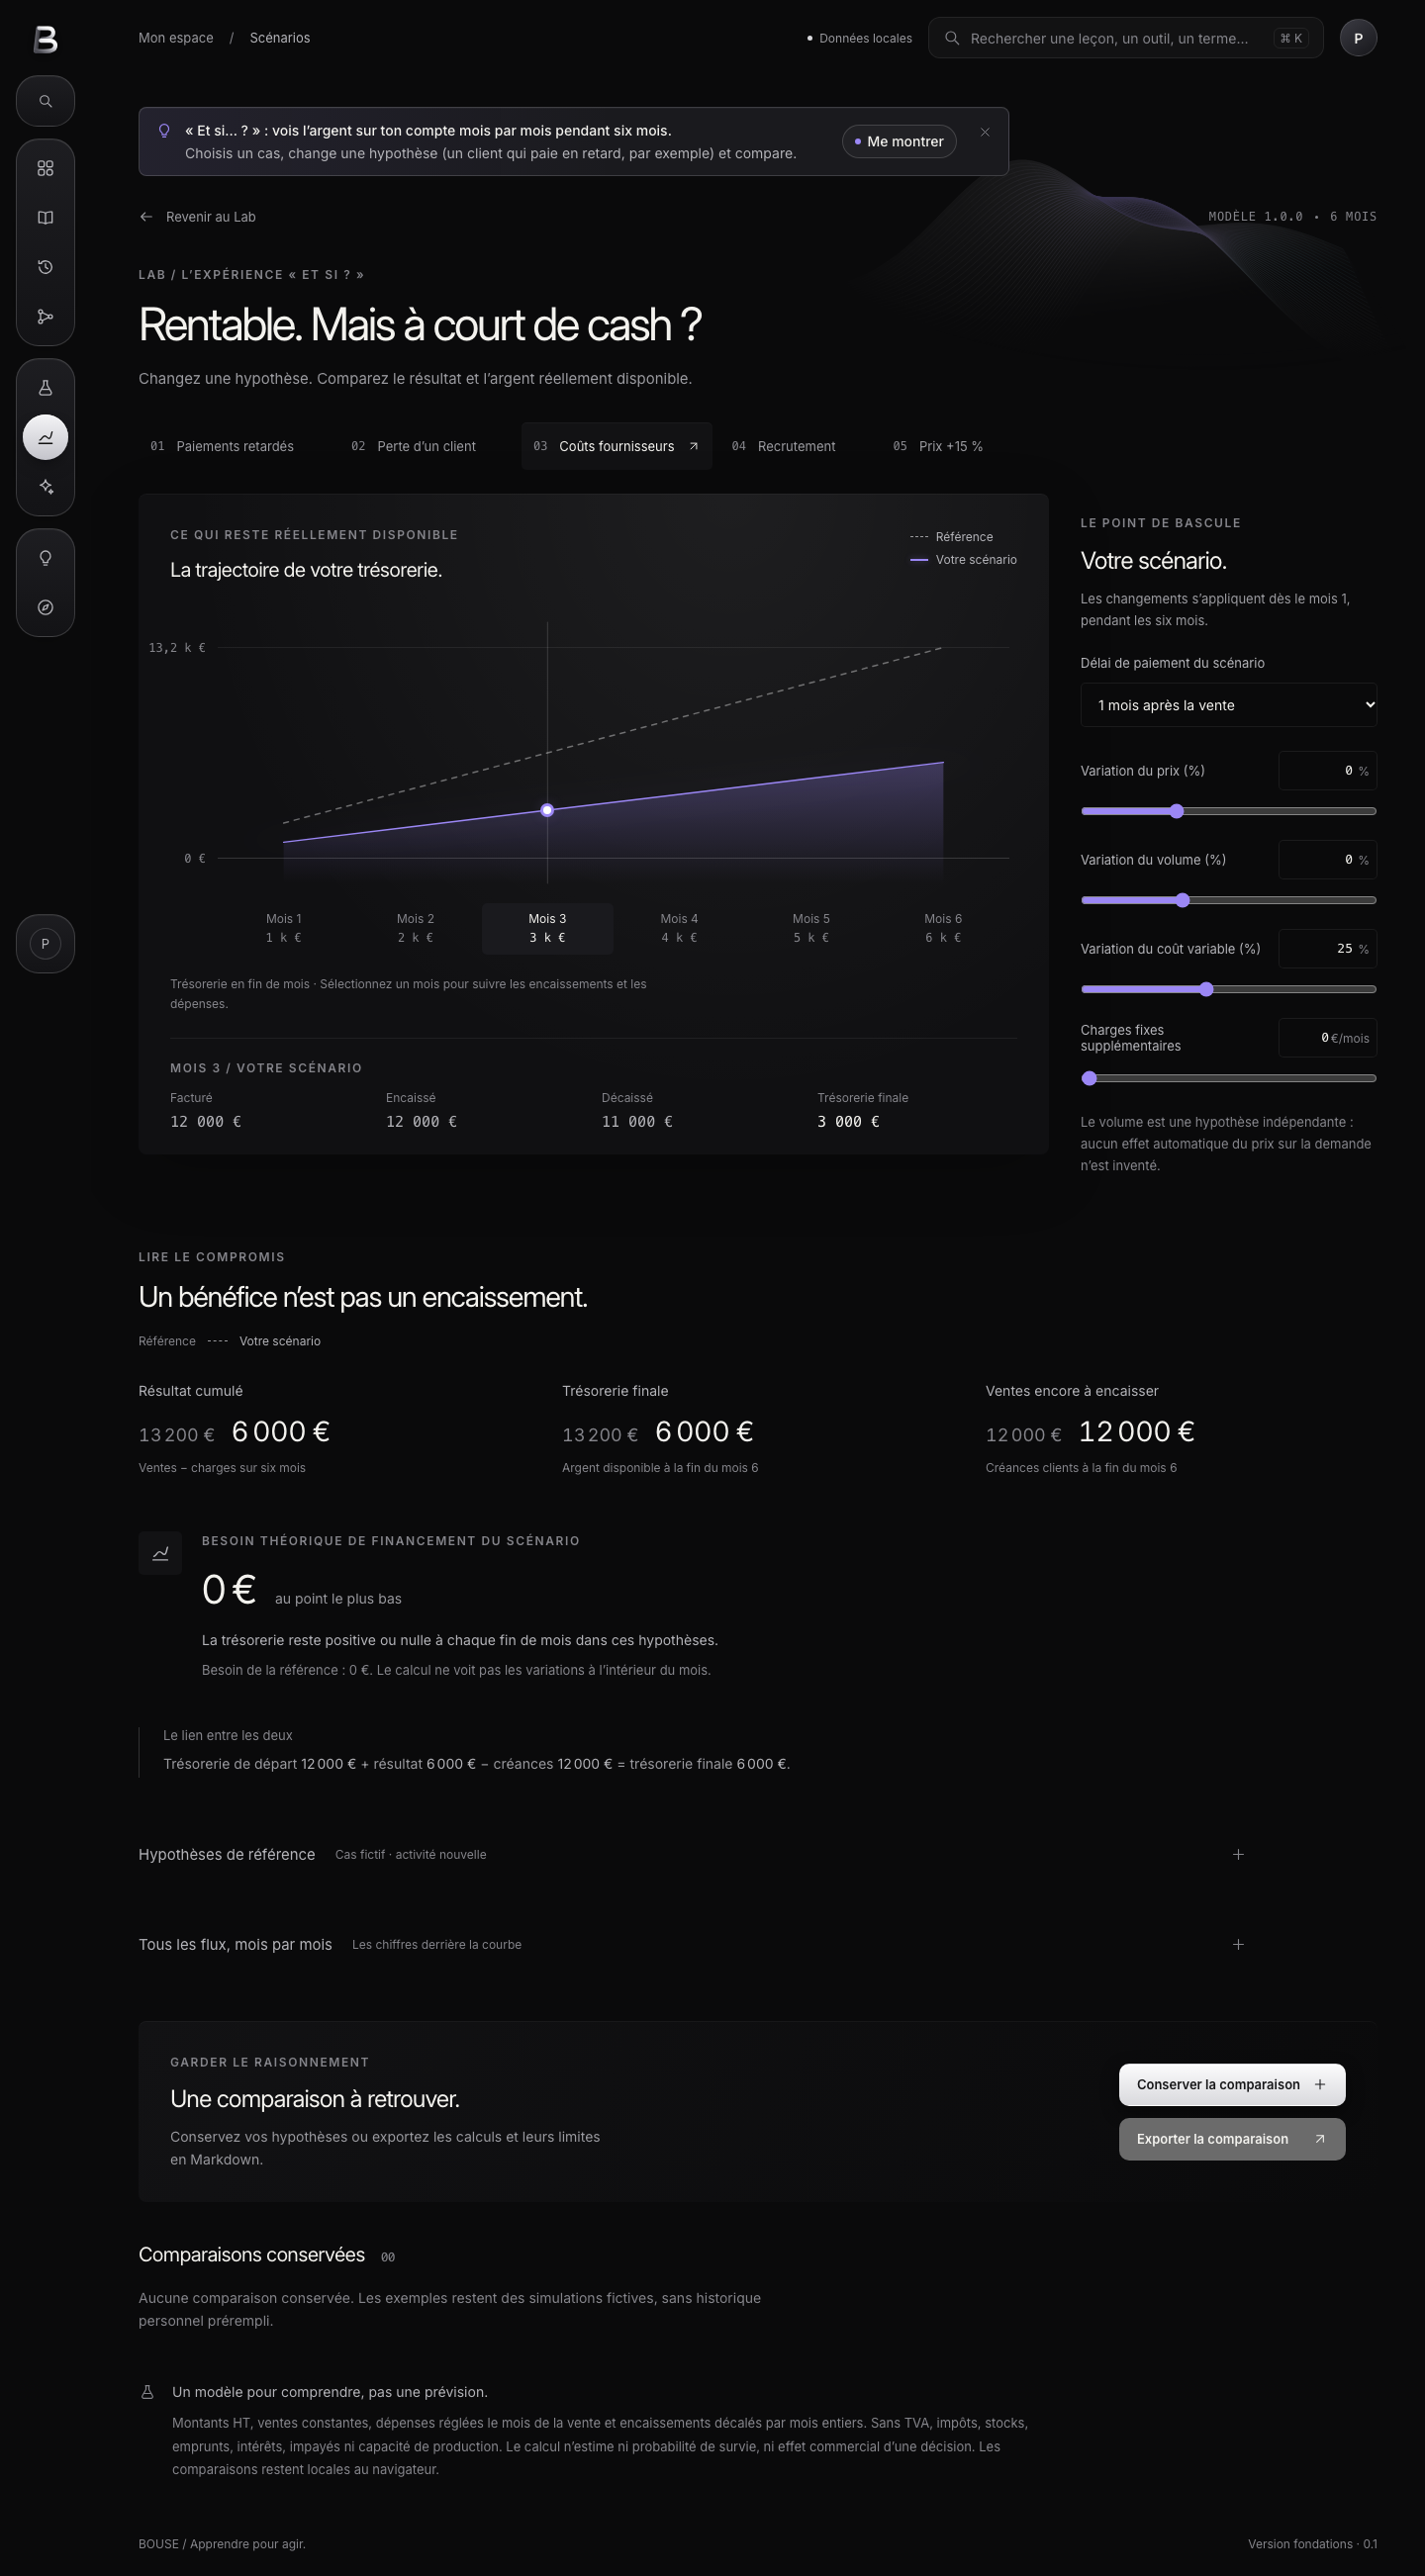 B
Mon espace / Scénarios
Données locales
Rechercher une leçon, un outil, un terme...
⌘ K
P
« Et si... ? » : vois l’argent sur ton compte mois par mois pendant six mois.
Choisis un cas, change une hypothèse (un client qui paie en retard, par exemple) et compare.
Me montrer
Revenir au Lab
MODÈLE 1.0.0 • 6 MOIS
LAB / L’EXPÉRIENCE « ET SI ? »
Rentable. Mais à court de cash ?
Changez une hypothèse. Comparez le résultat et l’argent réellement disponible.
01 Paiements retardés
02 Perte d’un client
03 Coûts fournisseurs
04 Recrutement
05 Prix +15 %
CE QUI RESTE RÉELLEMENT DISPONIBLE
La trajectoire de votre trésorerie.
Référence
Votre scénario
13,2 k €
0 €
Mois 1 Mois 2 Mois 3 Mois 4 Mois 5 Mois 6
1 k € 2 k € 3 k € 4 k € 5 k € 6 k €
Trésorerie en fin de mois · Sélectionnez un mois pour suivre les encaissements et les
dépenses.
MOIS 3 / VOTRE SCÉNARIO
Facturé Encaissé Décaissé Trésorerie finale
12 000 € 12 000 € 11 000 € 3 000 €
LE POINT DE BASCULE
Votre scénario.
Les changements s’appliquent dès le mois 1,
pendant les six mois.
Délai de paiement du scénario
1 mois après la vente
Variation du prix (%) 0 %
Variation du volume (%) 0 %
Variation du coût variable (%) 25 %
Charges fixes
supplémentaires
0 €/mois
Le volume est une hypothèse indépendante :
aucun effet automatique du prix sur la demande
n’est inventé.
P
LIRE LE COMPROMIS
Un bénéfice n’est pas un encaissement.
Référence ---- Votre scénario
Résultat cumulé
13 200 € 6 000 €
Ventes – charges sur six mois
Trésorerie finale
13 200 € 6 000 €
Argent disponible à la fin du mois 6
Ventes encore à encaisser
12 000 € 12 000 €
Créances clients à la fin du mois 6
BESOIN THÉORIQUE DE FINANCEMENT DU SCÉNARIO
0 € au point le plus bas
La trésorerie reste positive ou nulle à chaque fin de mois dans ces hypothèses.
Besoin de la référence : 0 €. Le calcul ne voit pas les variations à l’intérieur du mois.
Le lien entre les deux
Trésorerie de départ 12 000 € + résultat 6 000 € – créances 12 000 € = trésorerie finale 6 000 €.
Hypothèses de référence Cas fictif · activité nouvelle
Tous les flux, mois par mois Les chiffres derrière la courbe
GARDER LE RAISONNEMENT
Une comparaison à retrouver.
Conservez vos hypothèses ou exportez les calculs et leurs limites
en Markdown.
Conserver la comparaison
Exporter la comparaison
Comparaisons conservées 00
Aucune comparaison conservée. Les exemples restent des simulations fictives, sans historique
personnel prérempli.
Un modèle pour comprendre, pas une prévision.
Montants HT, ventes constantes, dépenses réglées le mois de la vente et encaissements décalés par mois entiers. Sans TVA, impôts, stocks,
emprunts, intérêts, impayés ni capacité de production. Le calcul n’estime ni probabilité de survie, ni effet commercial d’une décision. Les
comparaisons restent locales au navigateur.
BOUSE / Apprendre pour agir.
Version fondations · 0.1